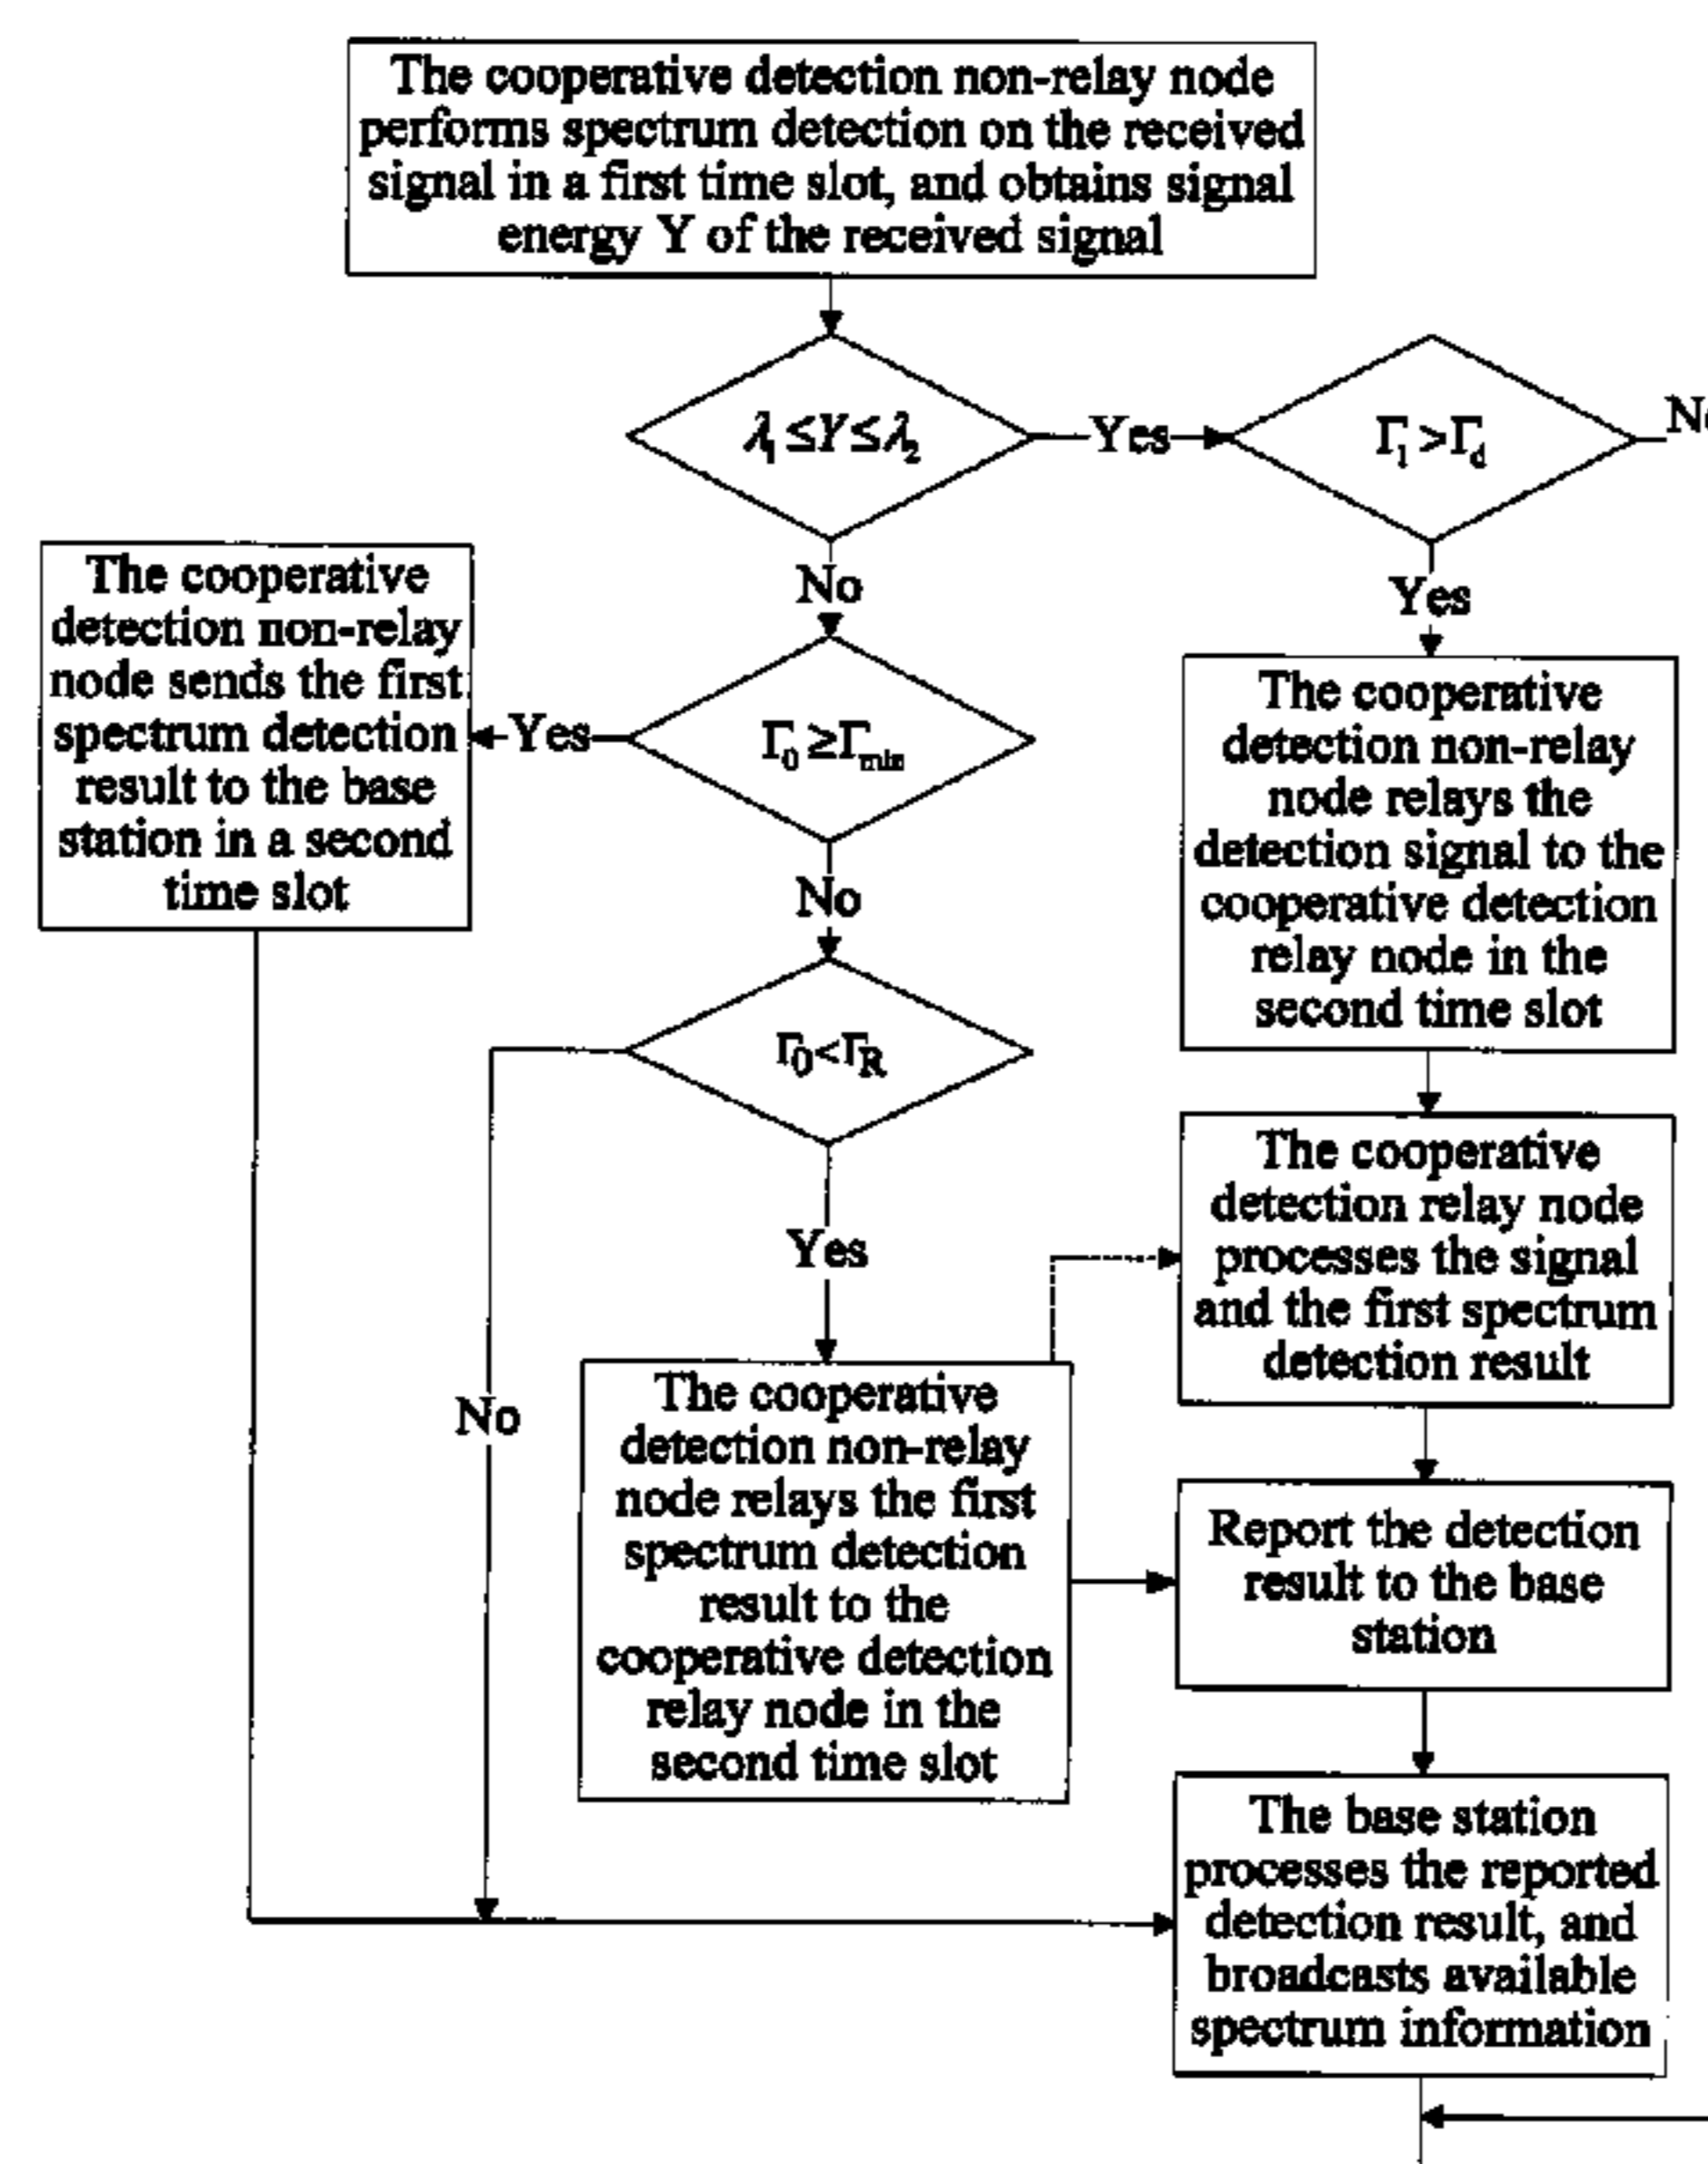 The cooperative detection non-relay node
performs spectrum detection on the received
signal in a first time slot, and obtains signal
energy Y of the received signal
λ₁ ≤Y≤λ₂
Yes
Γ₁ >Γd
No
Yes
No
The cooperative
detection non-relay
node sends the first
spectrum detection
result to the base
station in a second
time slot
Yes
Γ₀ ≥Γmin
No
The cooperative
detection non-relay
node relays the
detection signal to the
cooperative detection
relay node in the
second time slot
Γ0<ΓR
No
Yes
The cooperative
detection relay node
processes the signal
and the first spectrum
detection result
The cooperative
detection non-relay
node relays the first
spectrum detection
result to the
cooperative detection
relay node in the
second time slot
Report the detection
result to the base
station
The base station
processes the reported
detection result, and
broadcasts available
spectrum information